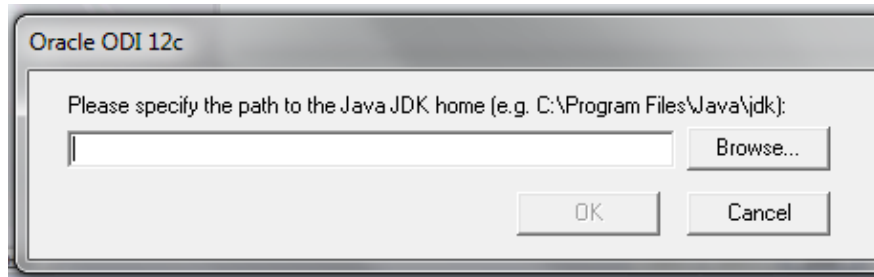 Oracle ODI 12c
Please specify the path to the Java JDK home (e.g. C:\Program Files\Java\jdk):
Browse...
OK
Cancel